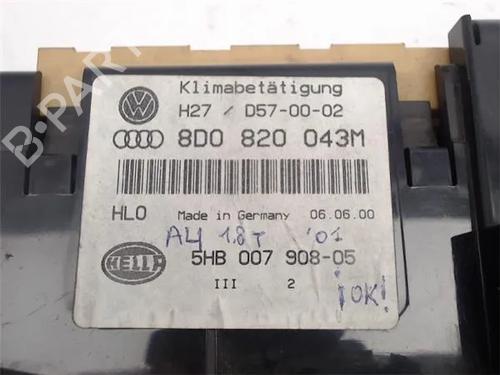 Klimabetätigung
H27 / D57-00-02
8D0 820 043M
HLO Made in Germany 06.06.00
A4 1.8T '01
HELLA 5HB 007 908-05
III 2
¡OK!
B-PARTS